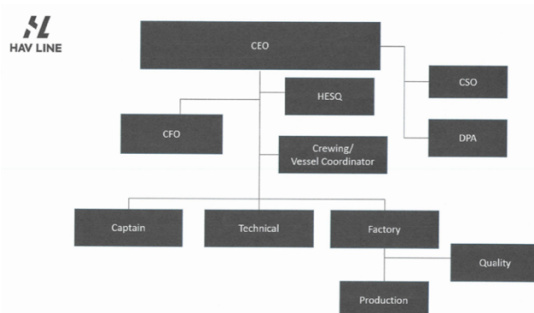 HAV LINE
CEO
HESQ
CSO
CFO
DPA
Crewing/
Vessel Coordinator
Captain
Technical
Factory
Quality
Production